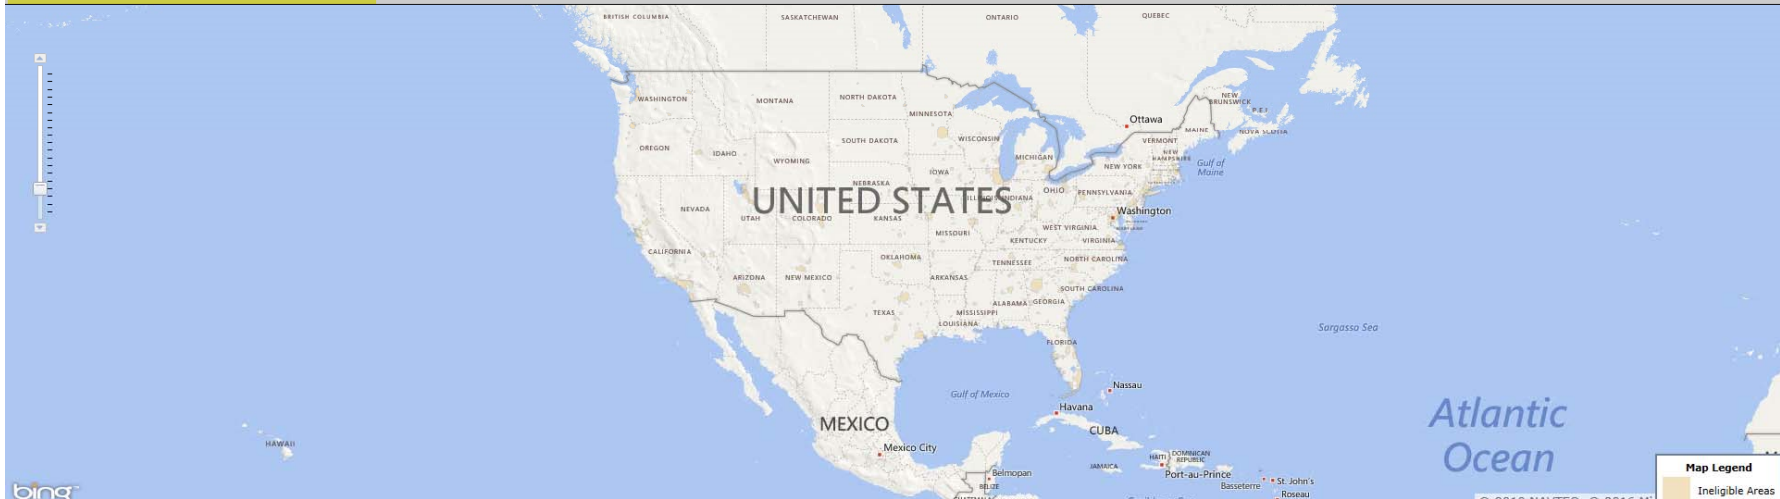 BRITISH COLUMBIA
SASKATCHEWAN
ONTARIO
QUEBEC
WASHINGTON
MONTANA
NORTH DAKOTA
MINNESOTA
NEW
BRUNSWICK
P.E.I
Ottawa
MAINE
NOVA SCOTIA
OREGON
IDAHO
SOUTH DAKOTA
WISCONSIN
VERMONT
WYOMING
MICHIGAN
NEW YORK
NEW
HAMPSHIRE
Gulf of
Maine
IOWA
NEBRASKA
OHIO
PENNSYLVANIA
UNITED STATES
ILLINOIS
INDIANA
NEVADA
UTAH
COLORADO
KANSAS
Washington
MISSOURI
WEST VIRGINIA
KENTUCKY
VIRGINIA
CALIFORNIA
OKLAHOMA
TENNESSEE
NORTH CAROLINA
ARIZONA
NEW MEXICO
ARKANSAS
SOUTH CAROLINA
ALABAMA
GEORGIA
TEXAS
MISSISSIPPI
LOUISIANA
Sargasso Sea
FLORIDA
Nassau
Gulf of Mexico
Havana
MEXICO
CUBA
Atlantic
Ocean
HAWAII
Mexico City
HAITI
DOMINICAN
REPUBLIC
JAMAICA
Port-au-Prince
Belmopan
BELIZE
Basseterre
St. John's
Roseau
Map Legend
Ineligible Areas
bing